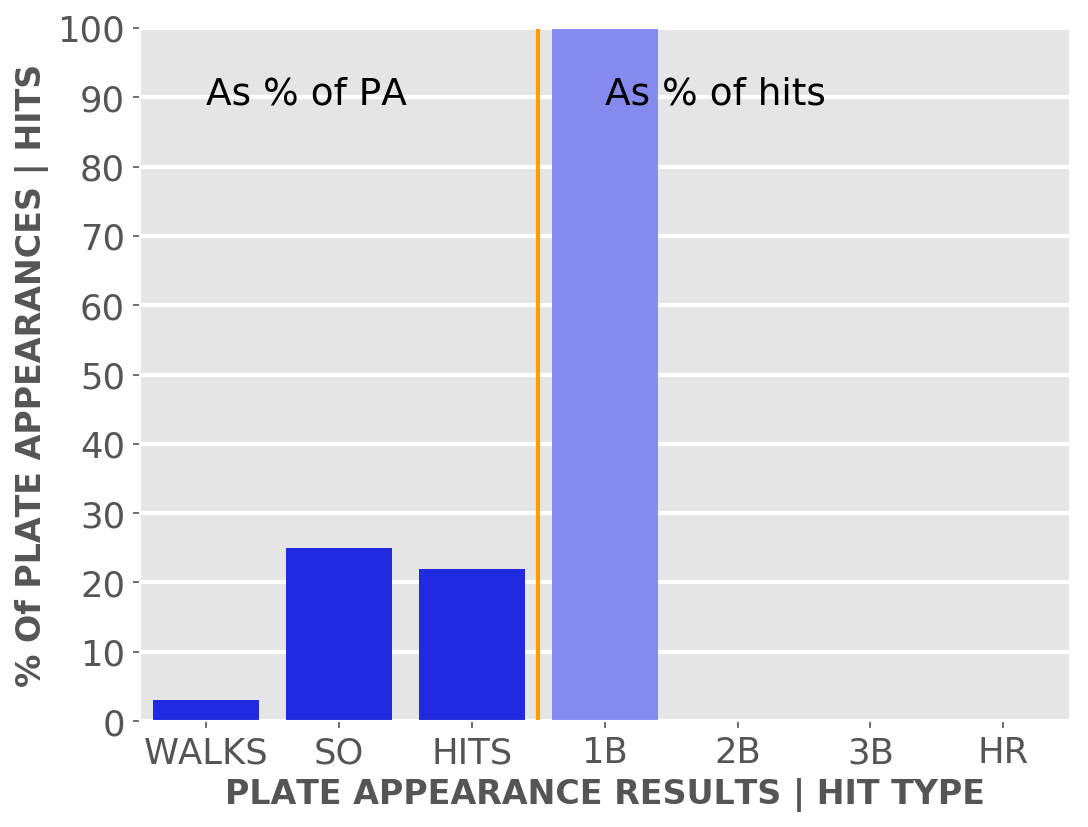 100
90
80
70
60
50
40
30
20
10
0
% Of PLATE APPEARANCES | HITS
As % of PA
As % of hits
WALKS SO HITS 1B 2B 3B HR
PLATE APPEARANCE RESULTS | HIT TYPE